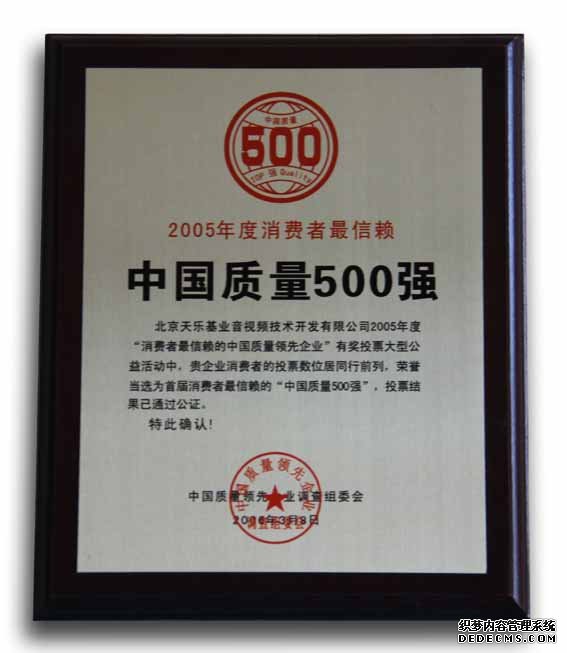 中国质量
500
TOP 强 Quality
2005年度消费者最信赖
中国质量500强
北京天乐基业音视频技术开发有限公司2005年度
“消费者最信赖的中国质量领先企业”有奖投票大型公
益活动中，贵企业消费者的投票数位居同行前列，荣誉
当选为首届消费者最信赖的“中国质量500强”，投票结
果已通过公证。
特此确认!
中国质量领先企业调查组委会
中国质量领先企业
调查组委会
2006年3月8日
织梦内容管理系统
DEDECMS.COM